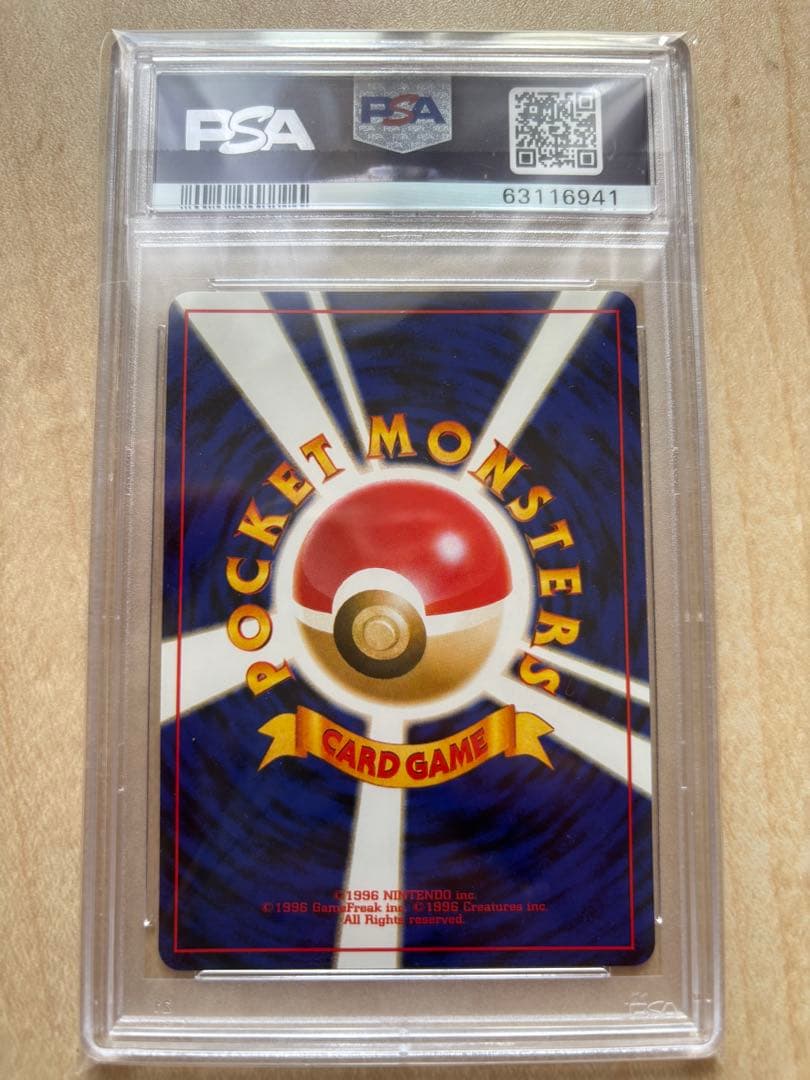 PSA
PSA
63116941
POCKET MONSTERS
CARD GAME
©1996 NINTENDO inc.
©1996 GameFreak inc. ©1996 Creatures inc.
All Rights reserved.
PSA